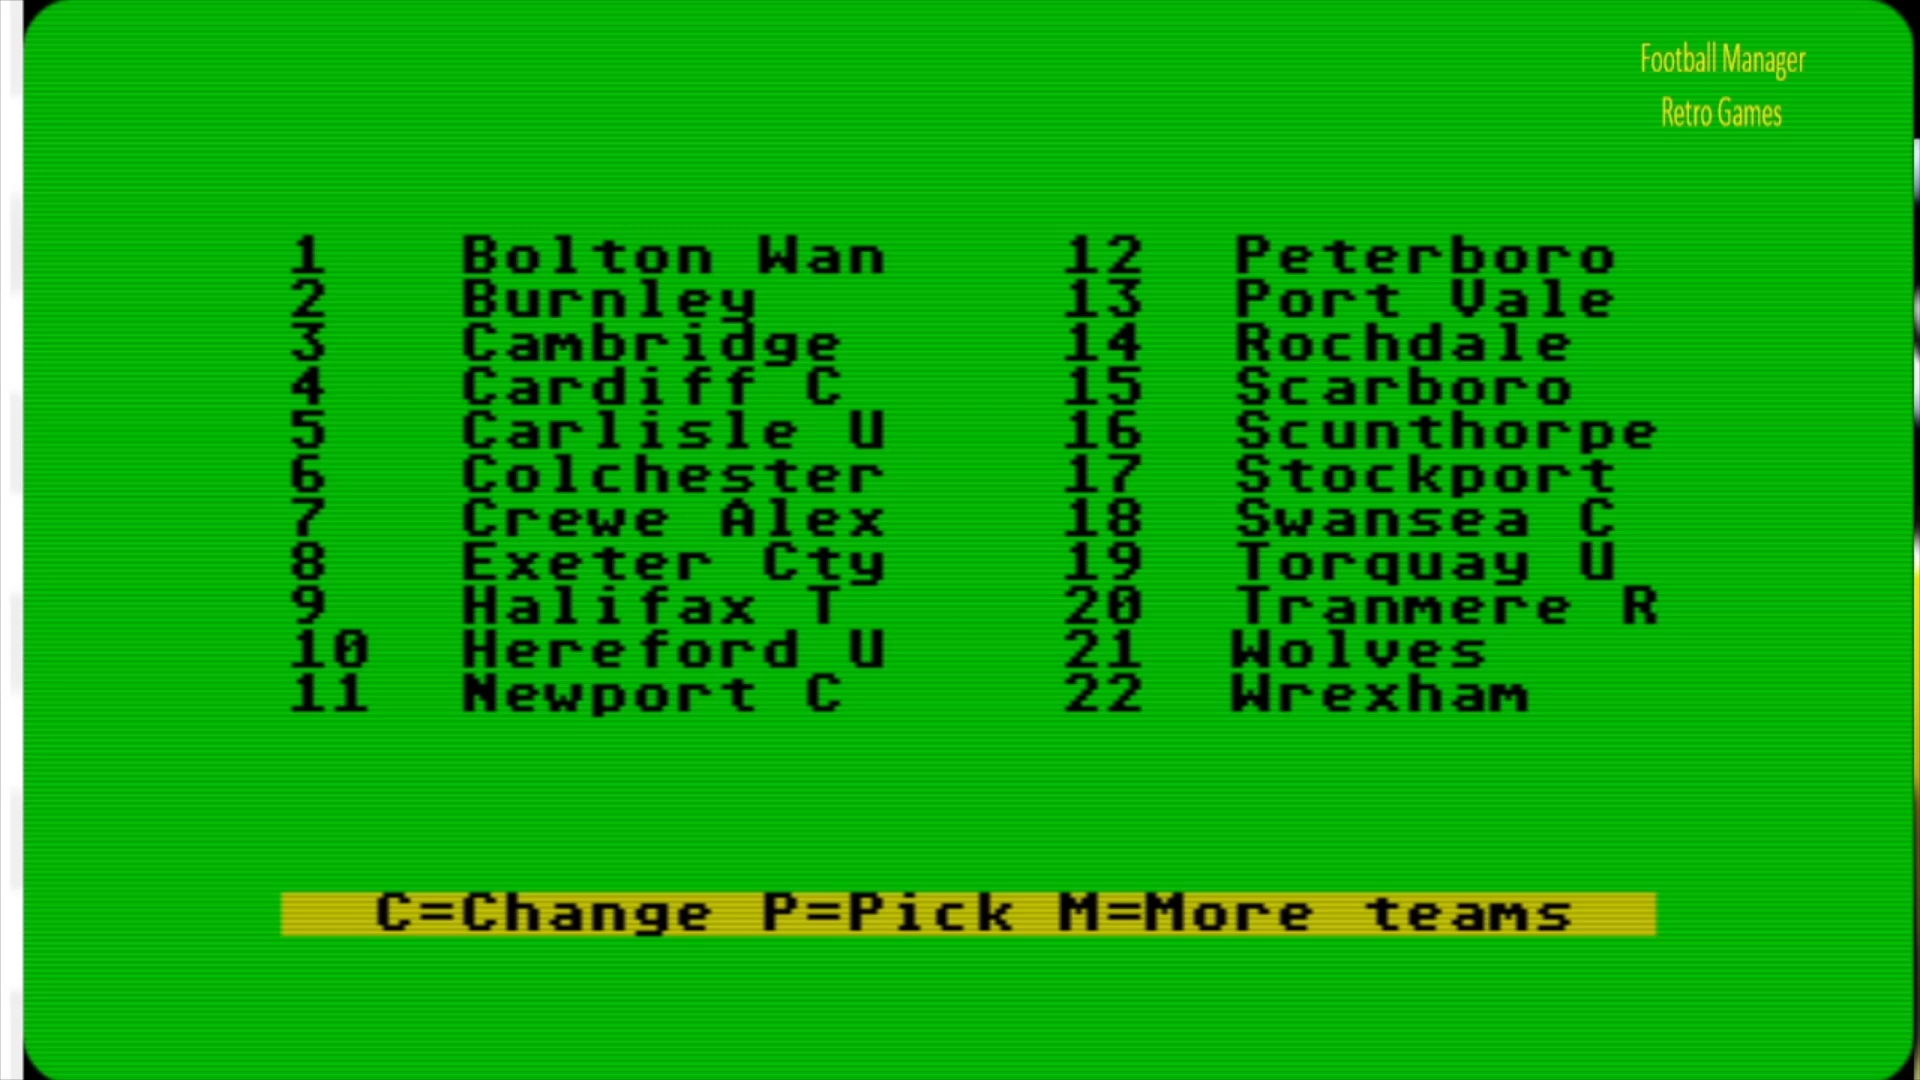 Football Manager
Retro Games
1 Bolton Wan 12 Peterboro
2 Burnley 13 Port Vale
3 Cambridge 14 Rochdale
4 Cardiff C 15 Scarboro
5 Carlisle U 16 Scunthorpe
6 Colchester 17 Stockport
7 Crewe Alex 18 Swansea C
8 Exeter Cty 19 Torquay U
9 Halifax T 20 Tranmere R
10 Hereford U 21 Wolves
11 Newport C 22 Wrexham
C=Change P=Pick M=More teams